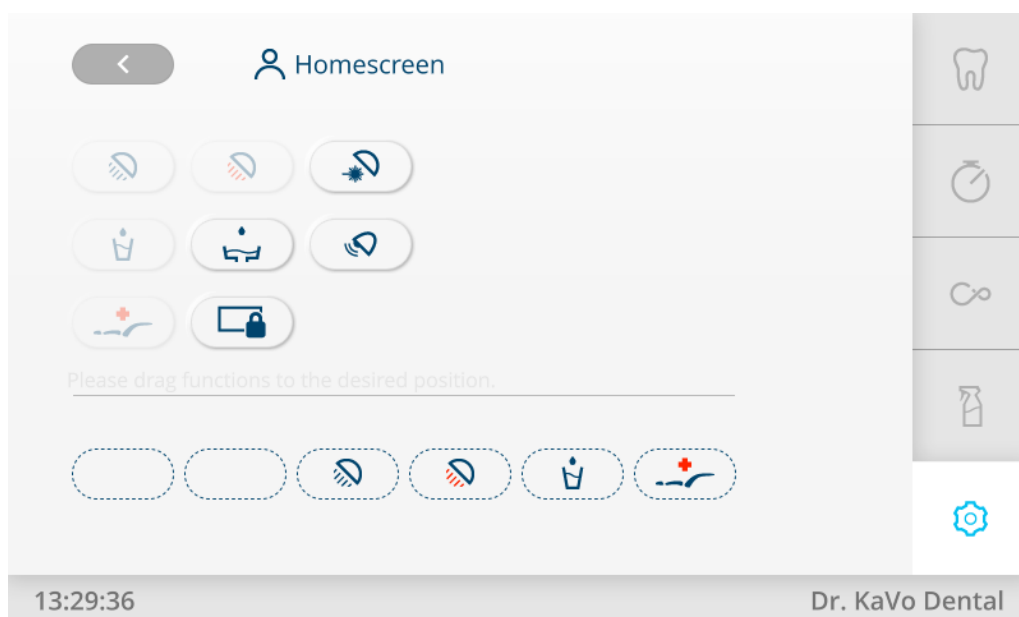 Homescreen
Please drag functions to the desired position.
13:29:36
Dr. KaVo Dental